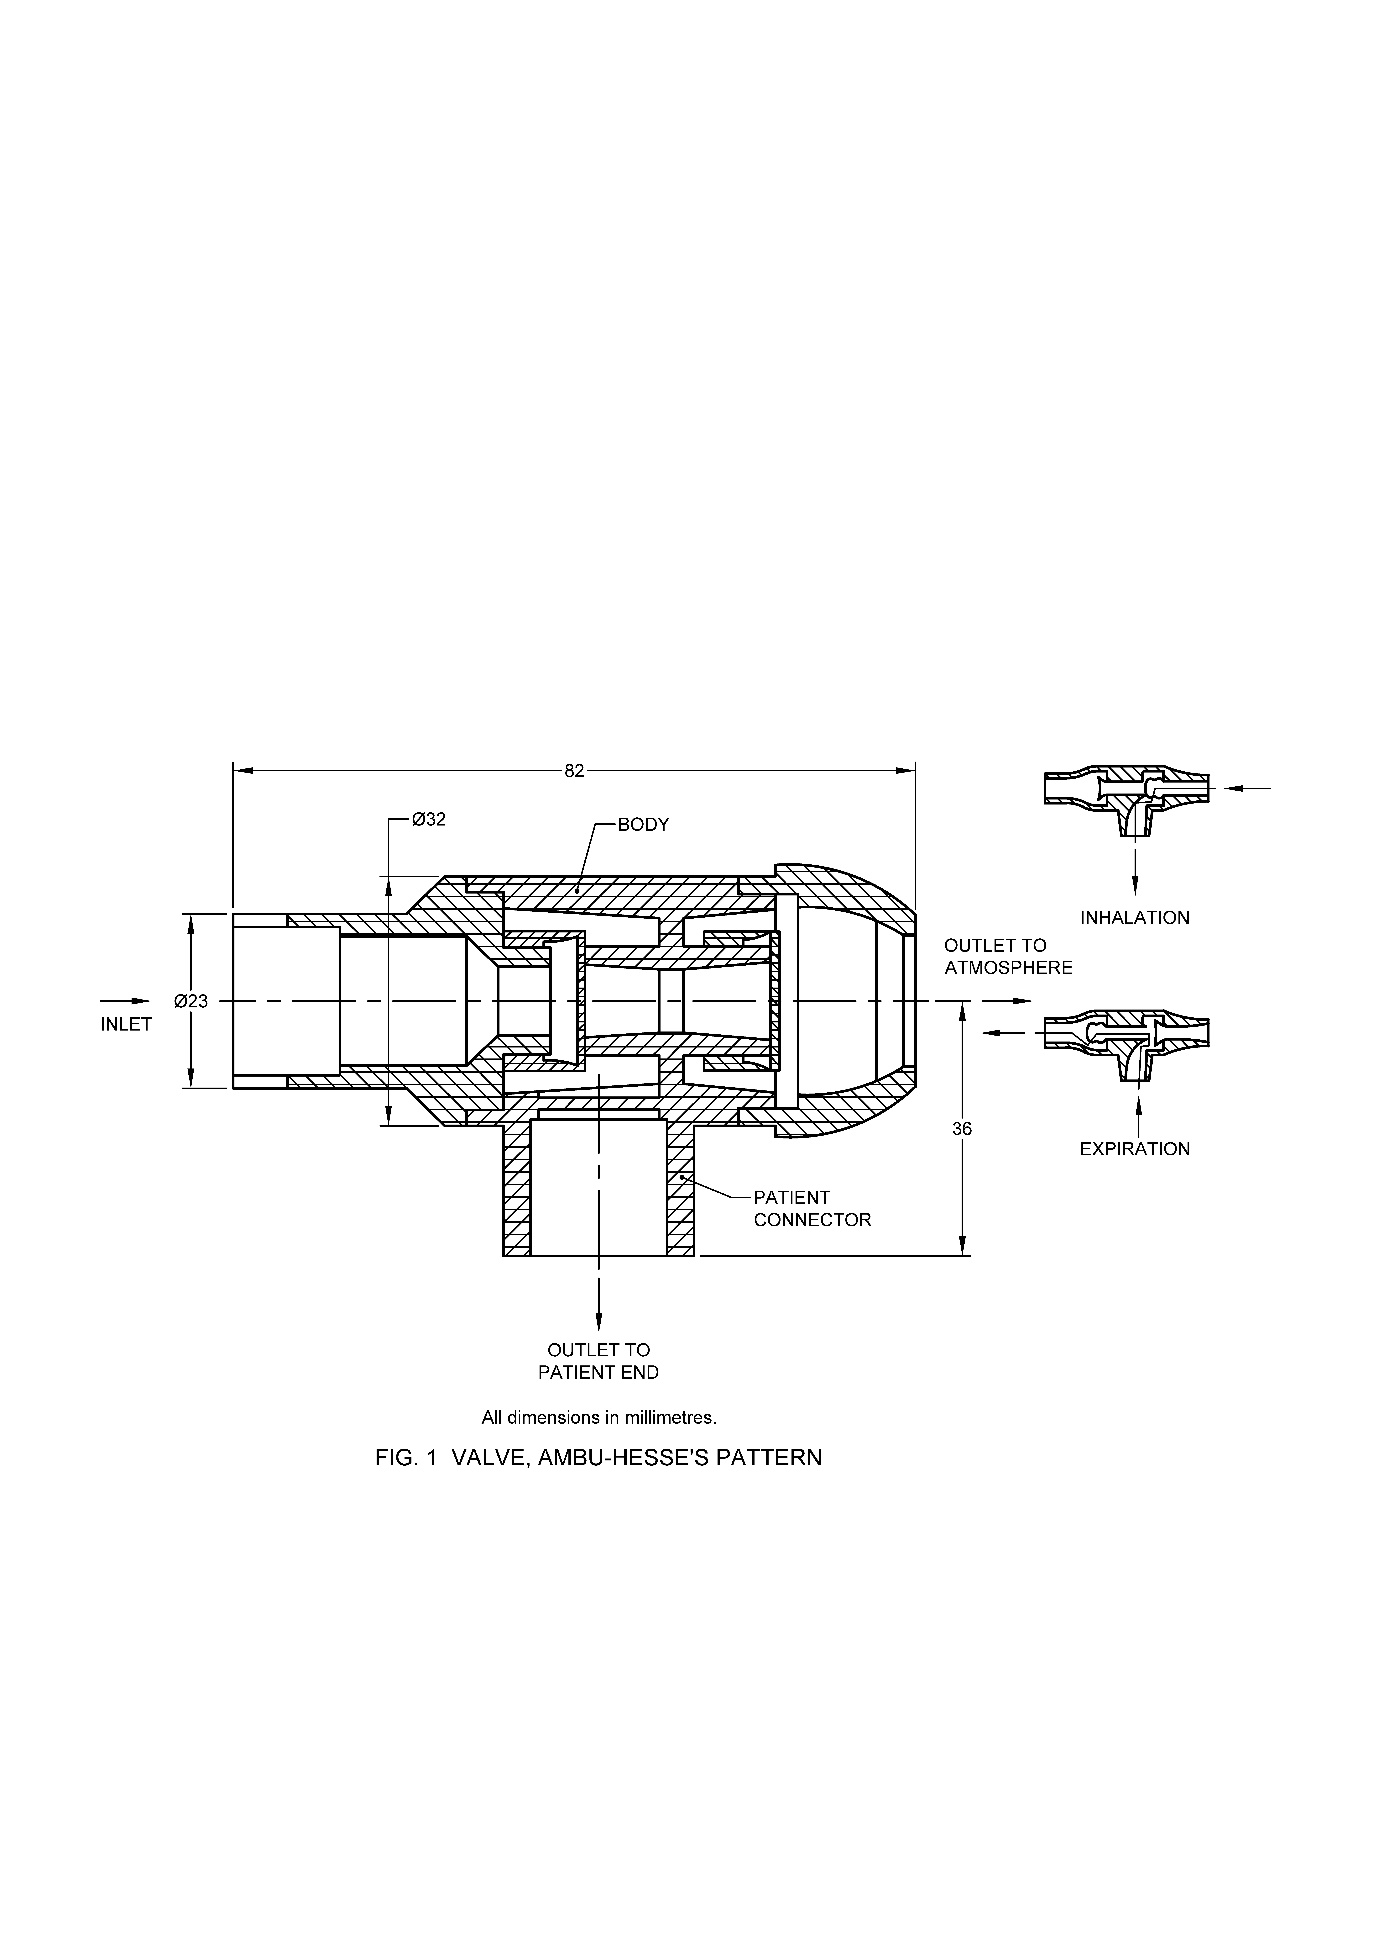 82
Ø32
BODY
INHALATION
OUTLET TO
ATMOSPHERE
Ø23
INLET
36
EXPIRATION
PATIENT
CONNECTOR
OUTLET TO
PATIENT END
All dimensions in millimetres.
FIG. 1 VALVE, AMBU-HESSE'S PATTERN